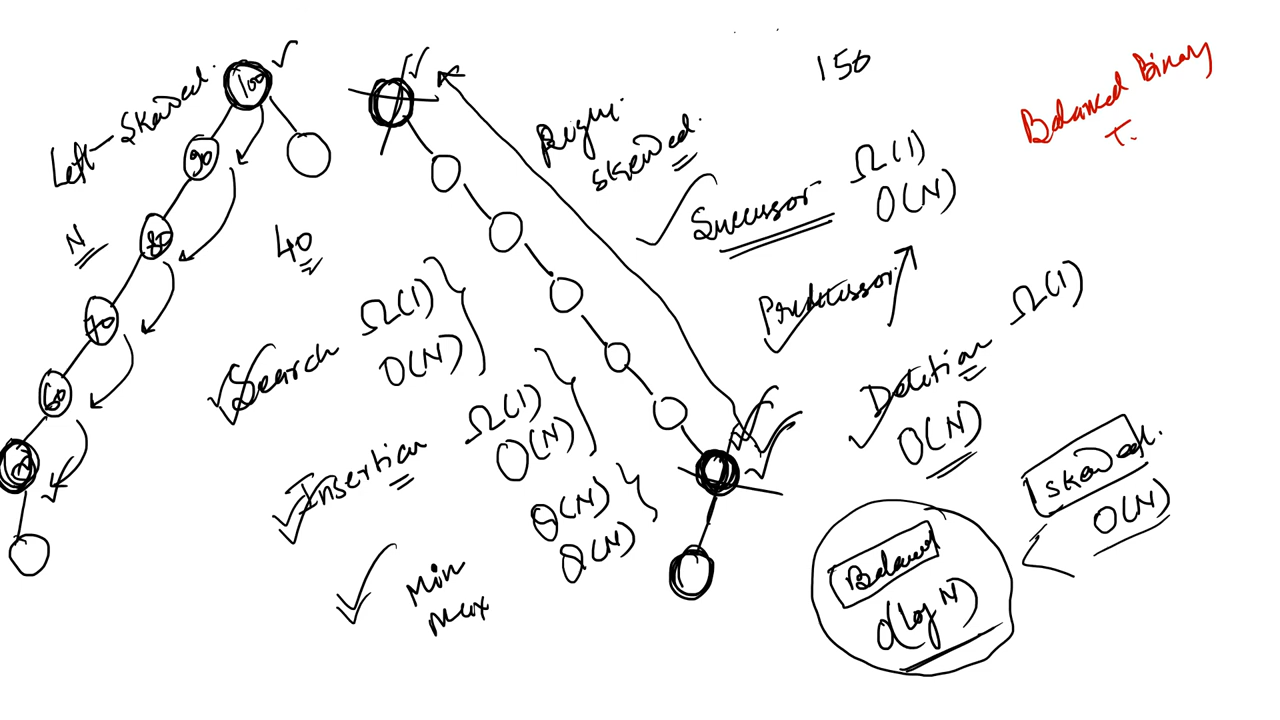 Left-Skewed.
100
90
80
70
60
N
40
Right
skewed.
150
Balanced Binary
T.
Successor Ω(1)
O(N)
Predecessor
Search Ω(1)
O(N)
Insertion Ω(1)
O(N)
Min θ(N)
Max θ(N)
Deletion Ω(1)
O(N)
skewed.
O(N)
Balanced
O(log N)